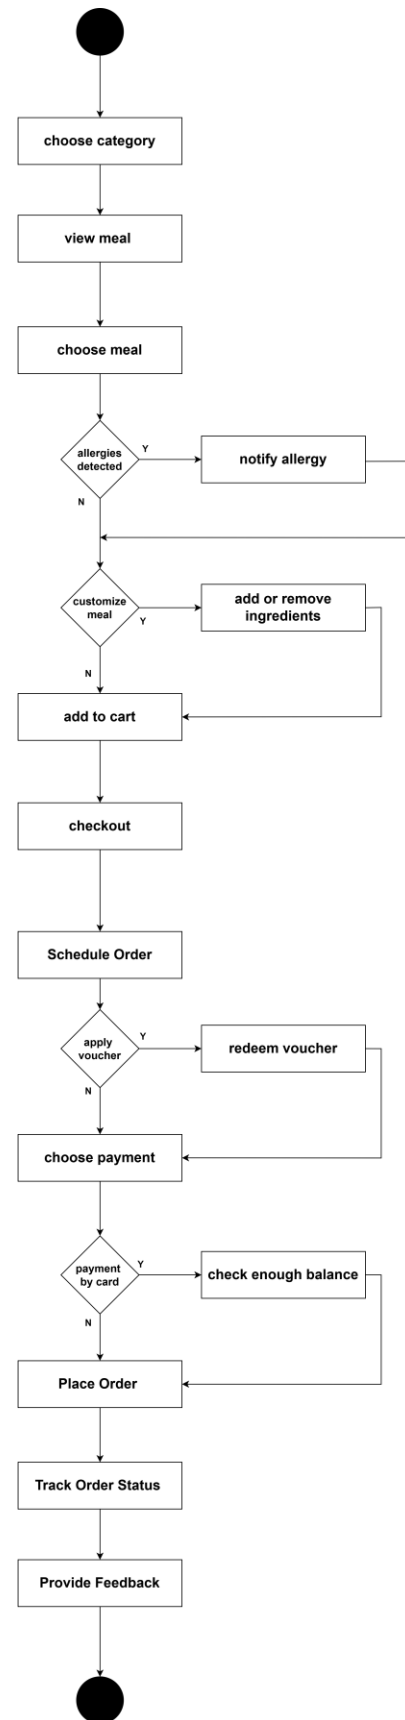 choose category
view meal
choose meal
allergies
detected
Y
notify allergy
N
customize
meal
Y
add or remove
ingredients
N
add to cart
checkout
Schedule Order
apply
voucher
Y
redeem voucher
N
choose payment
payment
by card
Y
check enough balance
N
Place Order
Track Order Status
Provide Feedback